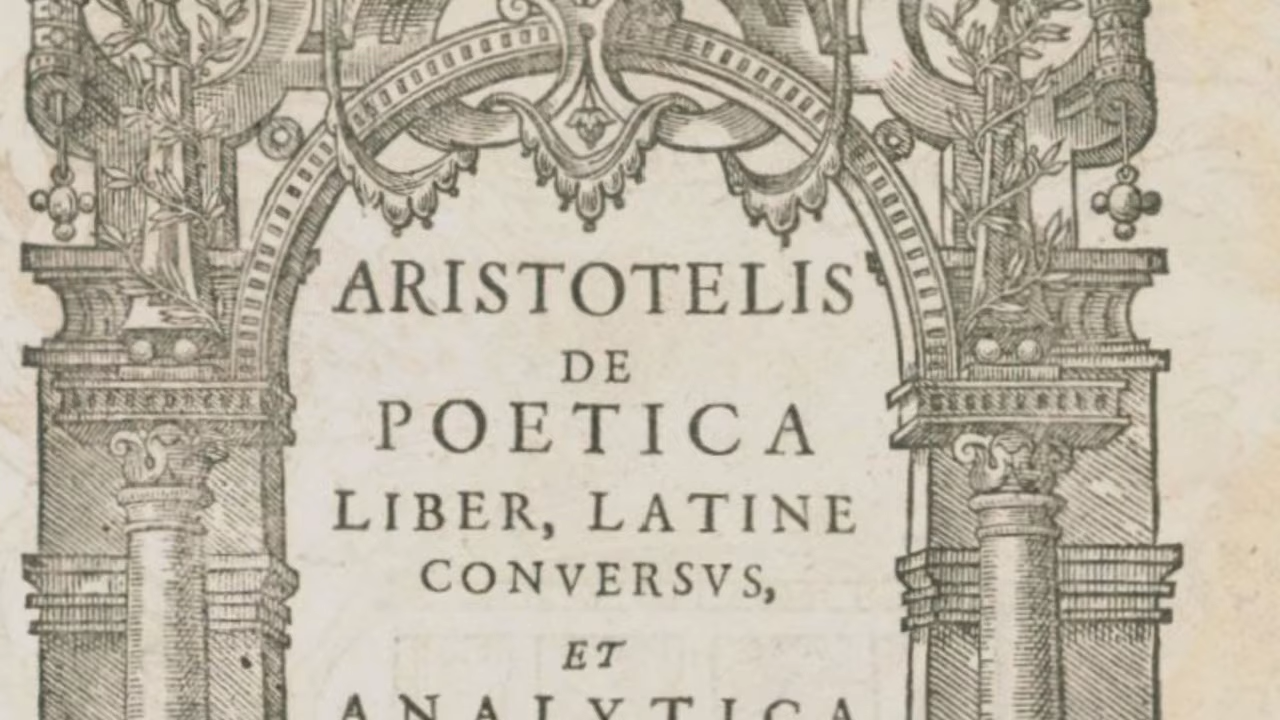 ARISTOTELIS
DE
POETICA
LIBER, LATINE
CONVERSVS,
ET
ANALYTICA